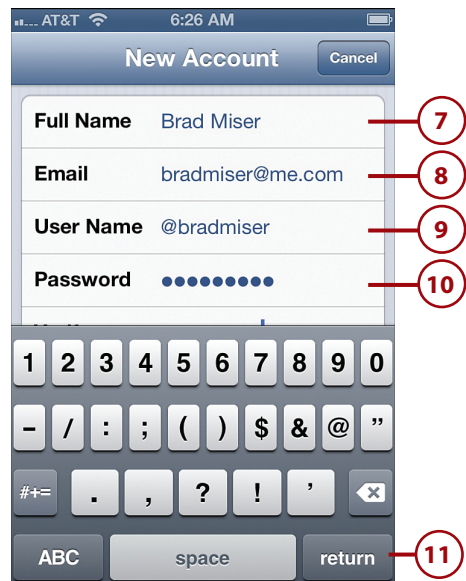 AT&T 6:26 AM
New Account Cancel
Full Name Brad Miser 7
Email bradmiser@me.com 8
User Name @bradmiser 9
Password ●●●●●●●●● 10
1 2 3 4 5 6 7 8 9 0
- / : ; ( ) $ & @ ”
#+= . , ? ! ’
ABC space return 11